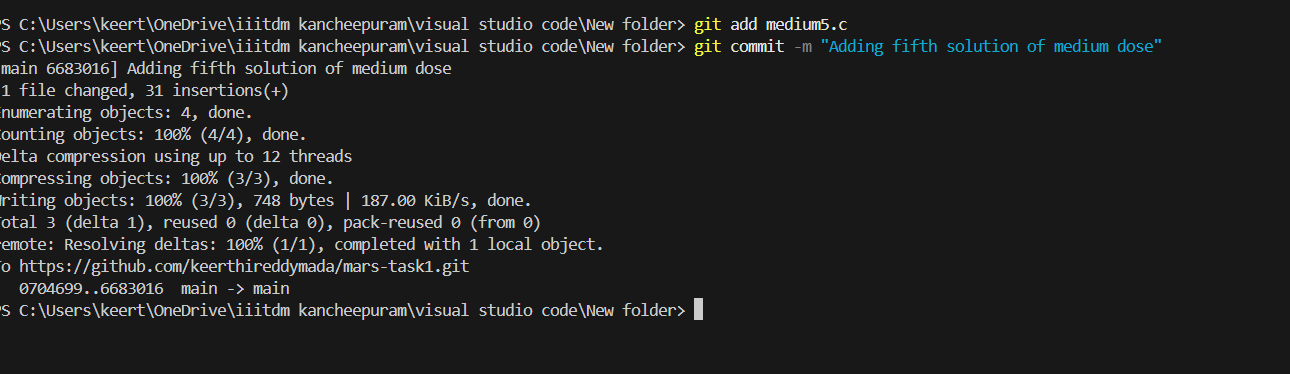 PS C:\Users\keert\OneDrive\iiitdm kancheepuram\visual studio code\New folder> git add medium5.c
PS C:\Users\keert\OneDrive\iiitdm kancheepuram\visual studio code\New folder> git commit -m "Adding fifth solution of medium dose"
main 6683016] Adding fifth solution of medium dose
1 file changed, 31 insertions(+)
Enumerating objects: 4, done.
Counting objects: 100% (4/4), done.
Delta compression using up to 12 threads
Compressing objects: 100% (3/3), done.
Writing objects: 100% (3/3), 748 bytes | 187.00 KiB/s, done.
Total 3 (delta 1), reused 0 (delta 0), pack-reused 0 (from 0)
remote: Resolving deltas: 100% (1/1), completed with 1 local object.
To https://github.com/keerthireddymada/mars-task1.git
0704699..6683016  main -> main
PS C:\Users\keert\OneDrive\iiitdm kancheepuram\visual studio code\New folder>